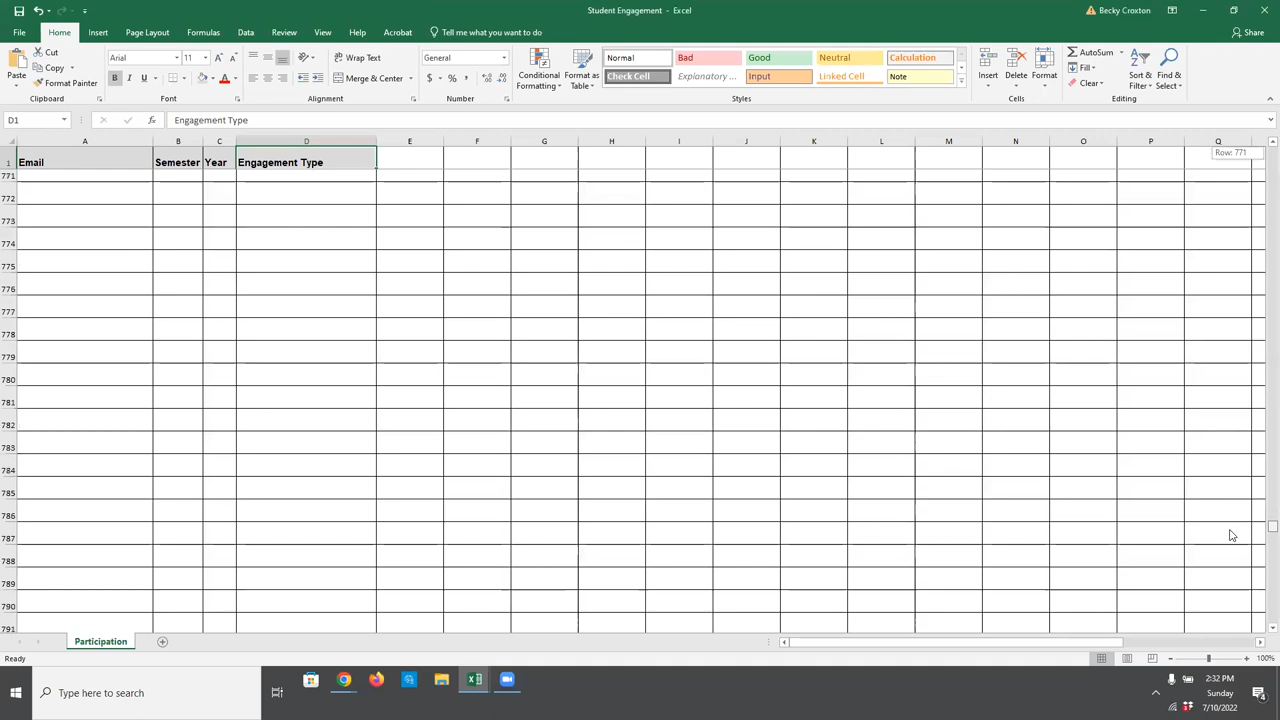 Student Engagement - Excel
Becky Croxton
File Home Insert Page Layout Formulas Data Review View Help Acrobat Tell me what you want to do
Share
Paste
Cut
Copy
Format Painter
Clipboard
Arial 11
B I U
Font
Wrap Text
Merge & Center
Alignment
General
$ % ,
Number
Conditional Formatting
Format as Table
Normal Bad Good Neutral Calculation
Check Cell Explanatory ... Input Linked Cell Note
Styles
Insert Delete Format
Cells
AutoSum
Fill
Clear
Sort & Filter
Find & Select
Editing
D1
fx
Engagement Type
A B C D E F G H I J K L M N O P Q
1 Email Semester Year Engagement Type
Row: 771
771
772
773
774
775
776
777
778
779
780
781
782
783
784
785
786
787
788
789
790
791
Participation
Ready
100%
Type here to search
2:32 PM
Sunday
7/10/2022
4